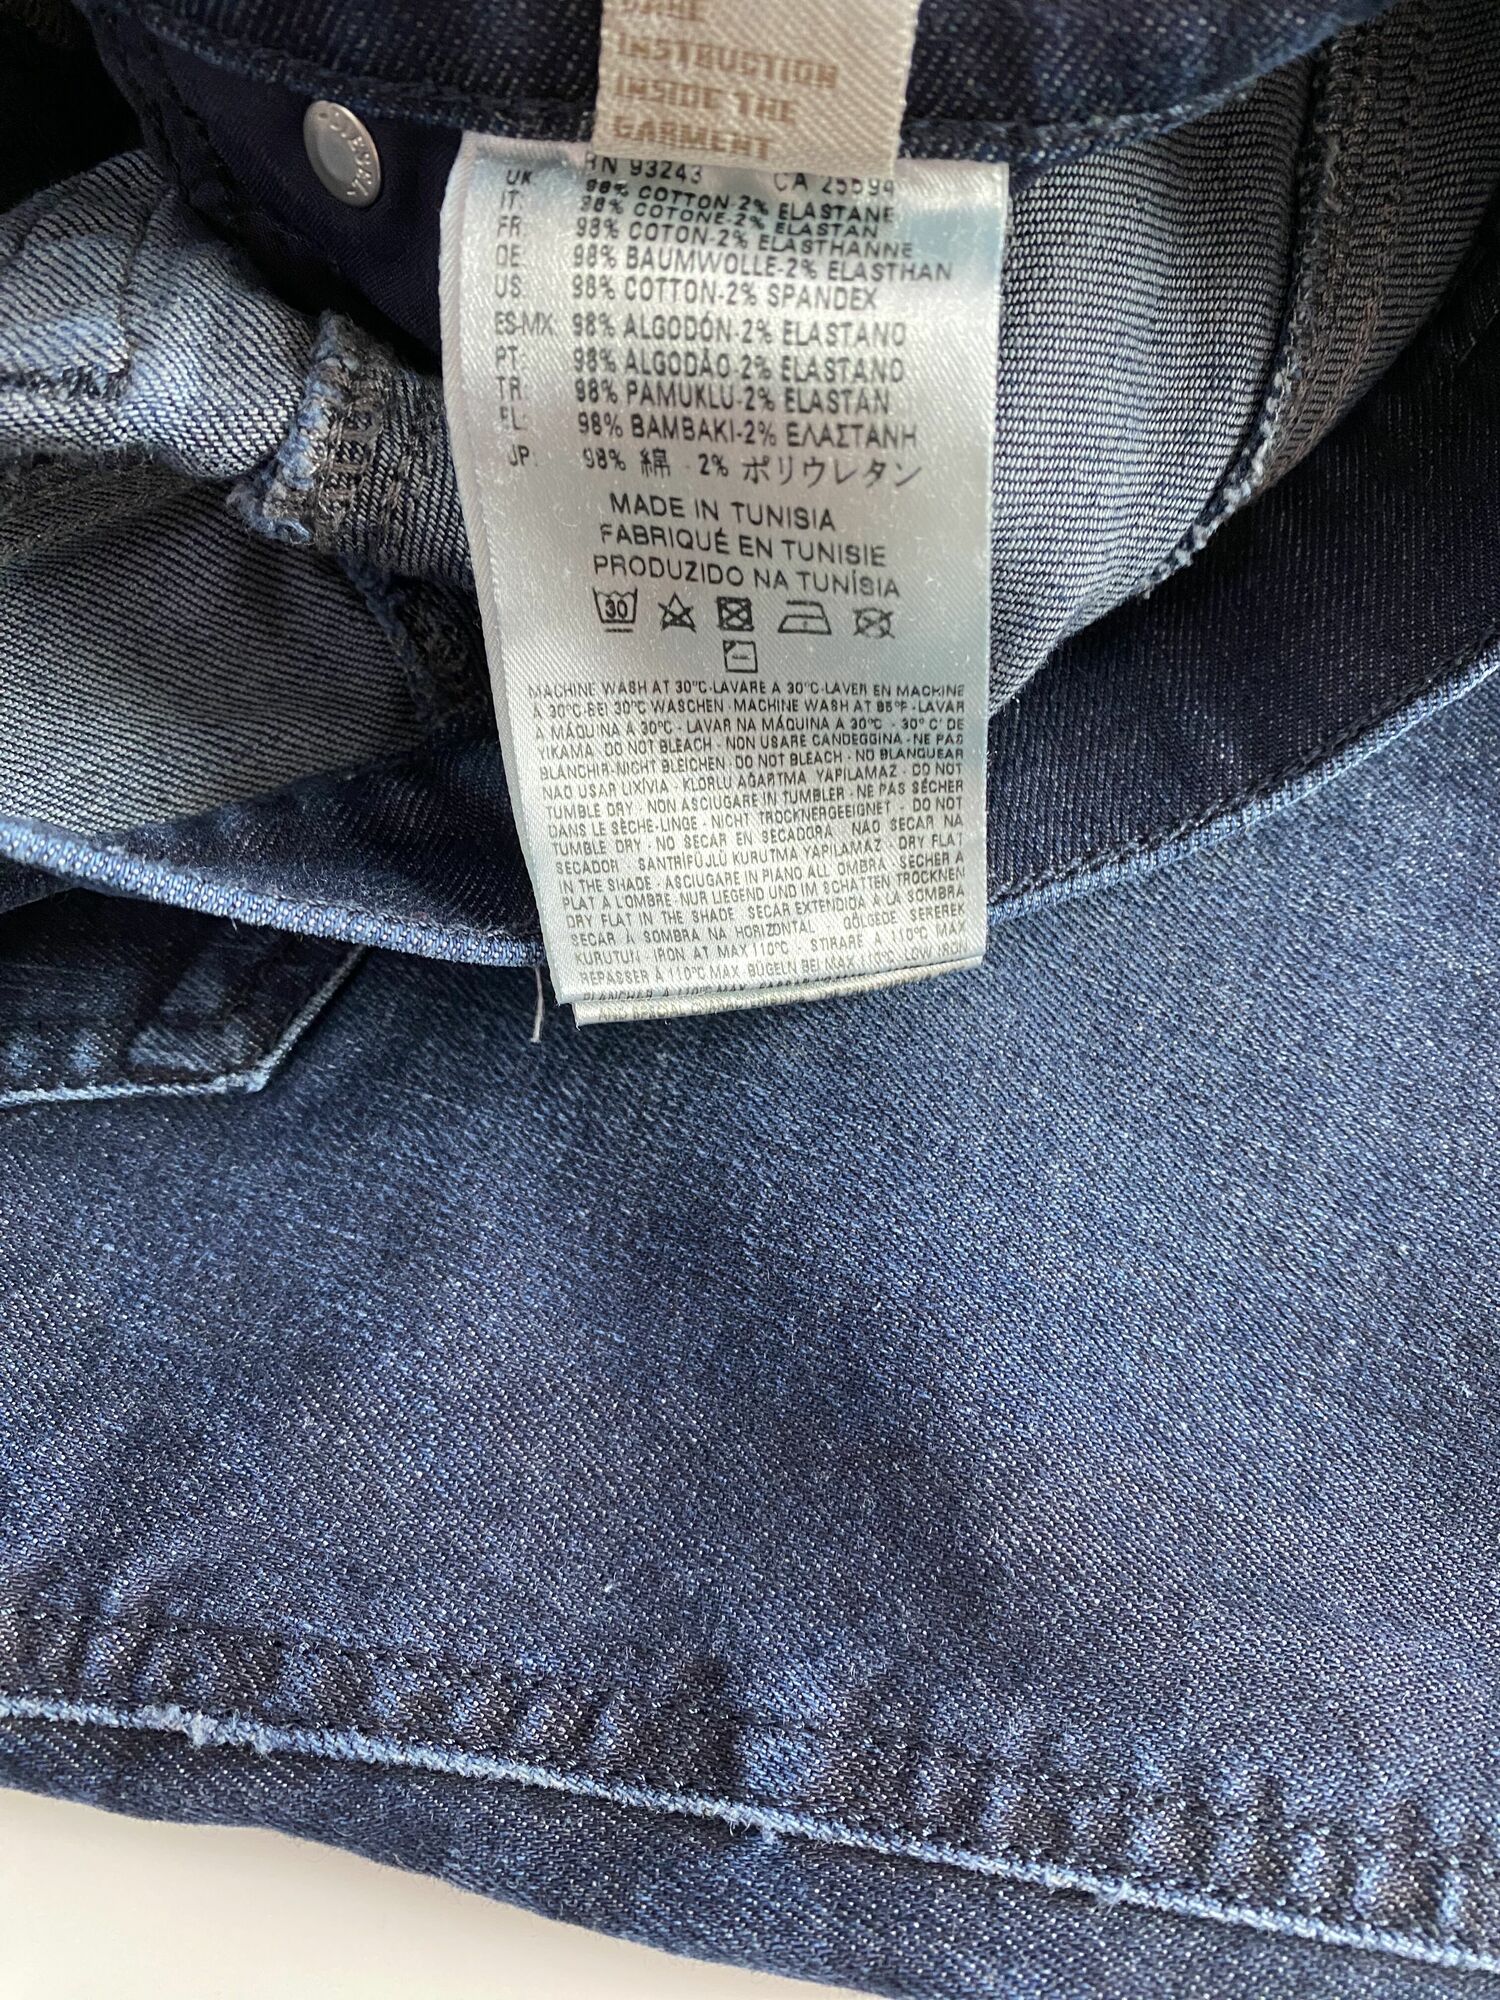 CARE
INSTRUCTION
INSIDE THE
GARMENT
RN 93243 CA 25594
UK: 98% COTTON-2% ELASTANE
IT: 98% COTONE-2% ELASTAN
FR: 98% COTON-2% ELASTHANNE
DE: 98% BAUMWOLLE-2% ELASTHAN
US: 98% COTTON-2% SPANDEX
ES-MX: 98% ALGODÓN-2% ELASTANO
PT: 98% ALGODÃO-2% ELASTANO
TR: 98% PAMUKLU-2% ELASTAN
EL: 98% BAMBAKI-2% ΕΛΑΣΤΑΝΗ
JP: 98% 綿 - 2% ポリウレタン
MADE IN TUNISIA
FABRIQUÉ EN TUNISIE
PRODUZIDO NA TUNÍSIA
30
MACHINE WASH AT 30°C-LAVARE A 30°C-LAVER EN MACHINE
À 30°C-BEI 30°C WASCHEN - MACHINE WASH AT 85°F - LAVAR
A MÁQUINA A 30°C - LAVAR NA MÁQUINA A 30°C - 30° C' DE
YIKAMA DO NOT BLEACH - NON USARE CANDEGGINA - NE PAS
BLANCHIR-NICHT BLEICHEN - DO NOT BLEACH - NO BLANQUEAR
NAO USAR LIXÍVIA - KLORLU AGARTMA YAPILAMAZ - DO NOT
TUMBLE DRY - NON ASCIUGARE IN TUMBLER - NE PAS SÉCHER
DANS LE SÈCHE-LINGE - NICHT TROCKNERGEEIGNET - DO NOT
TUMBLE DRY - NO SECAR EN SECADORA NAO SECAR NA
SECADOR SANTRİFÜJLÜ KURUTMA YAPILAMAZ - DRY FLAT
IN THE SHADE - ASCIUGARE IN PIANO ALL OMBRA - SÉCHER À
PLAT À L'OMBRE - NUR LIEGEND UND IM SCHATTEN TROCKNEN
DRY FLAT IN THE SHADE SECAR EXTENDIDA A LA SOMBRA
SECAR À SOMBRA NA HORIZONTAL GÖLGEDE SEREREK
KURUTUN - IRON AT MAX 110°C - STIRARE A 110°C MAX
REPASSER À 110°C MAX BÜGELN BEI MAX 110°C - LOW IRON